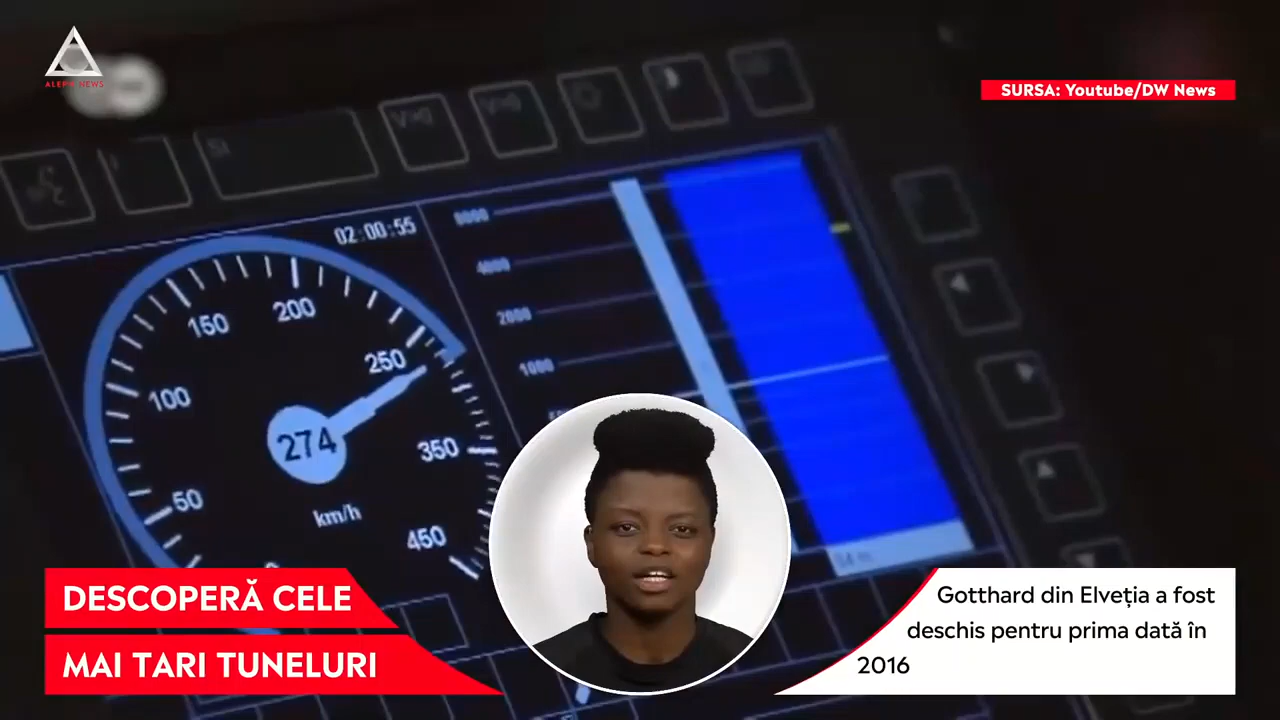 ALEPH NEWS
SURSA: Youtube/DW News
02:00:55
8000
4000
2000
1000
200
150
250
100
274
350
50
km/h
450
0
DESCOPERĂ CELE
MAI TARI TUNELURI
Gotthard din Elveția a fost
deschis pentru prima dată în
2016